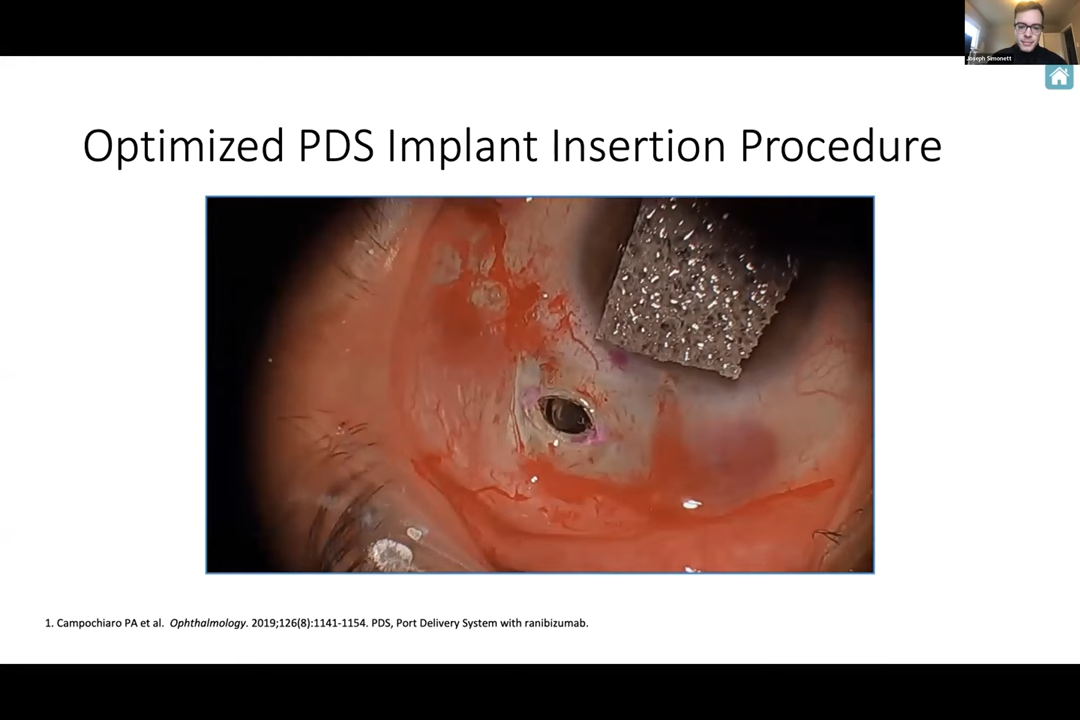 Joseph Simonett
Optimized PDS Implant Insertion Procedure
1. Campochiaro PA et al. Ophthalmology. 2019;126(8):1141-1154. PDS, Port Delivery System with ranibizumab.